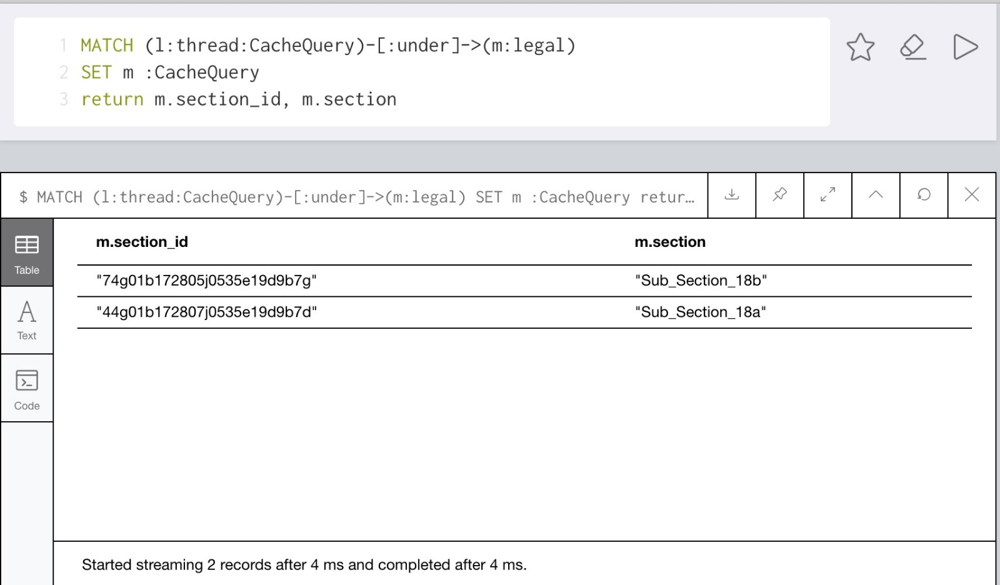 1 MATCH (l:thread:CacheQuery)-[:under]->(m:legal)
2 SET m :CacheQuery
3 return m.section_id, m.section
$ MATCH (l:thread:CacheQuery)-[:under]->(m:legal) SET m :CacheQuery retur…
m.section_id m.section
"74g01b172805j0535e19d9b7g" "Sub_Section_18b"
"44g01b172807j0535e19d9b7d" "Sub_Section_18a"
Table
Text
Code
Started streaming 2 records after 4 ms and completed after 4 ms.